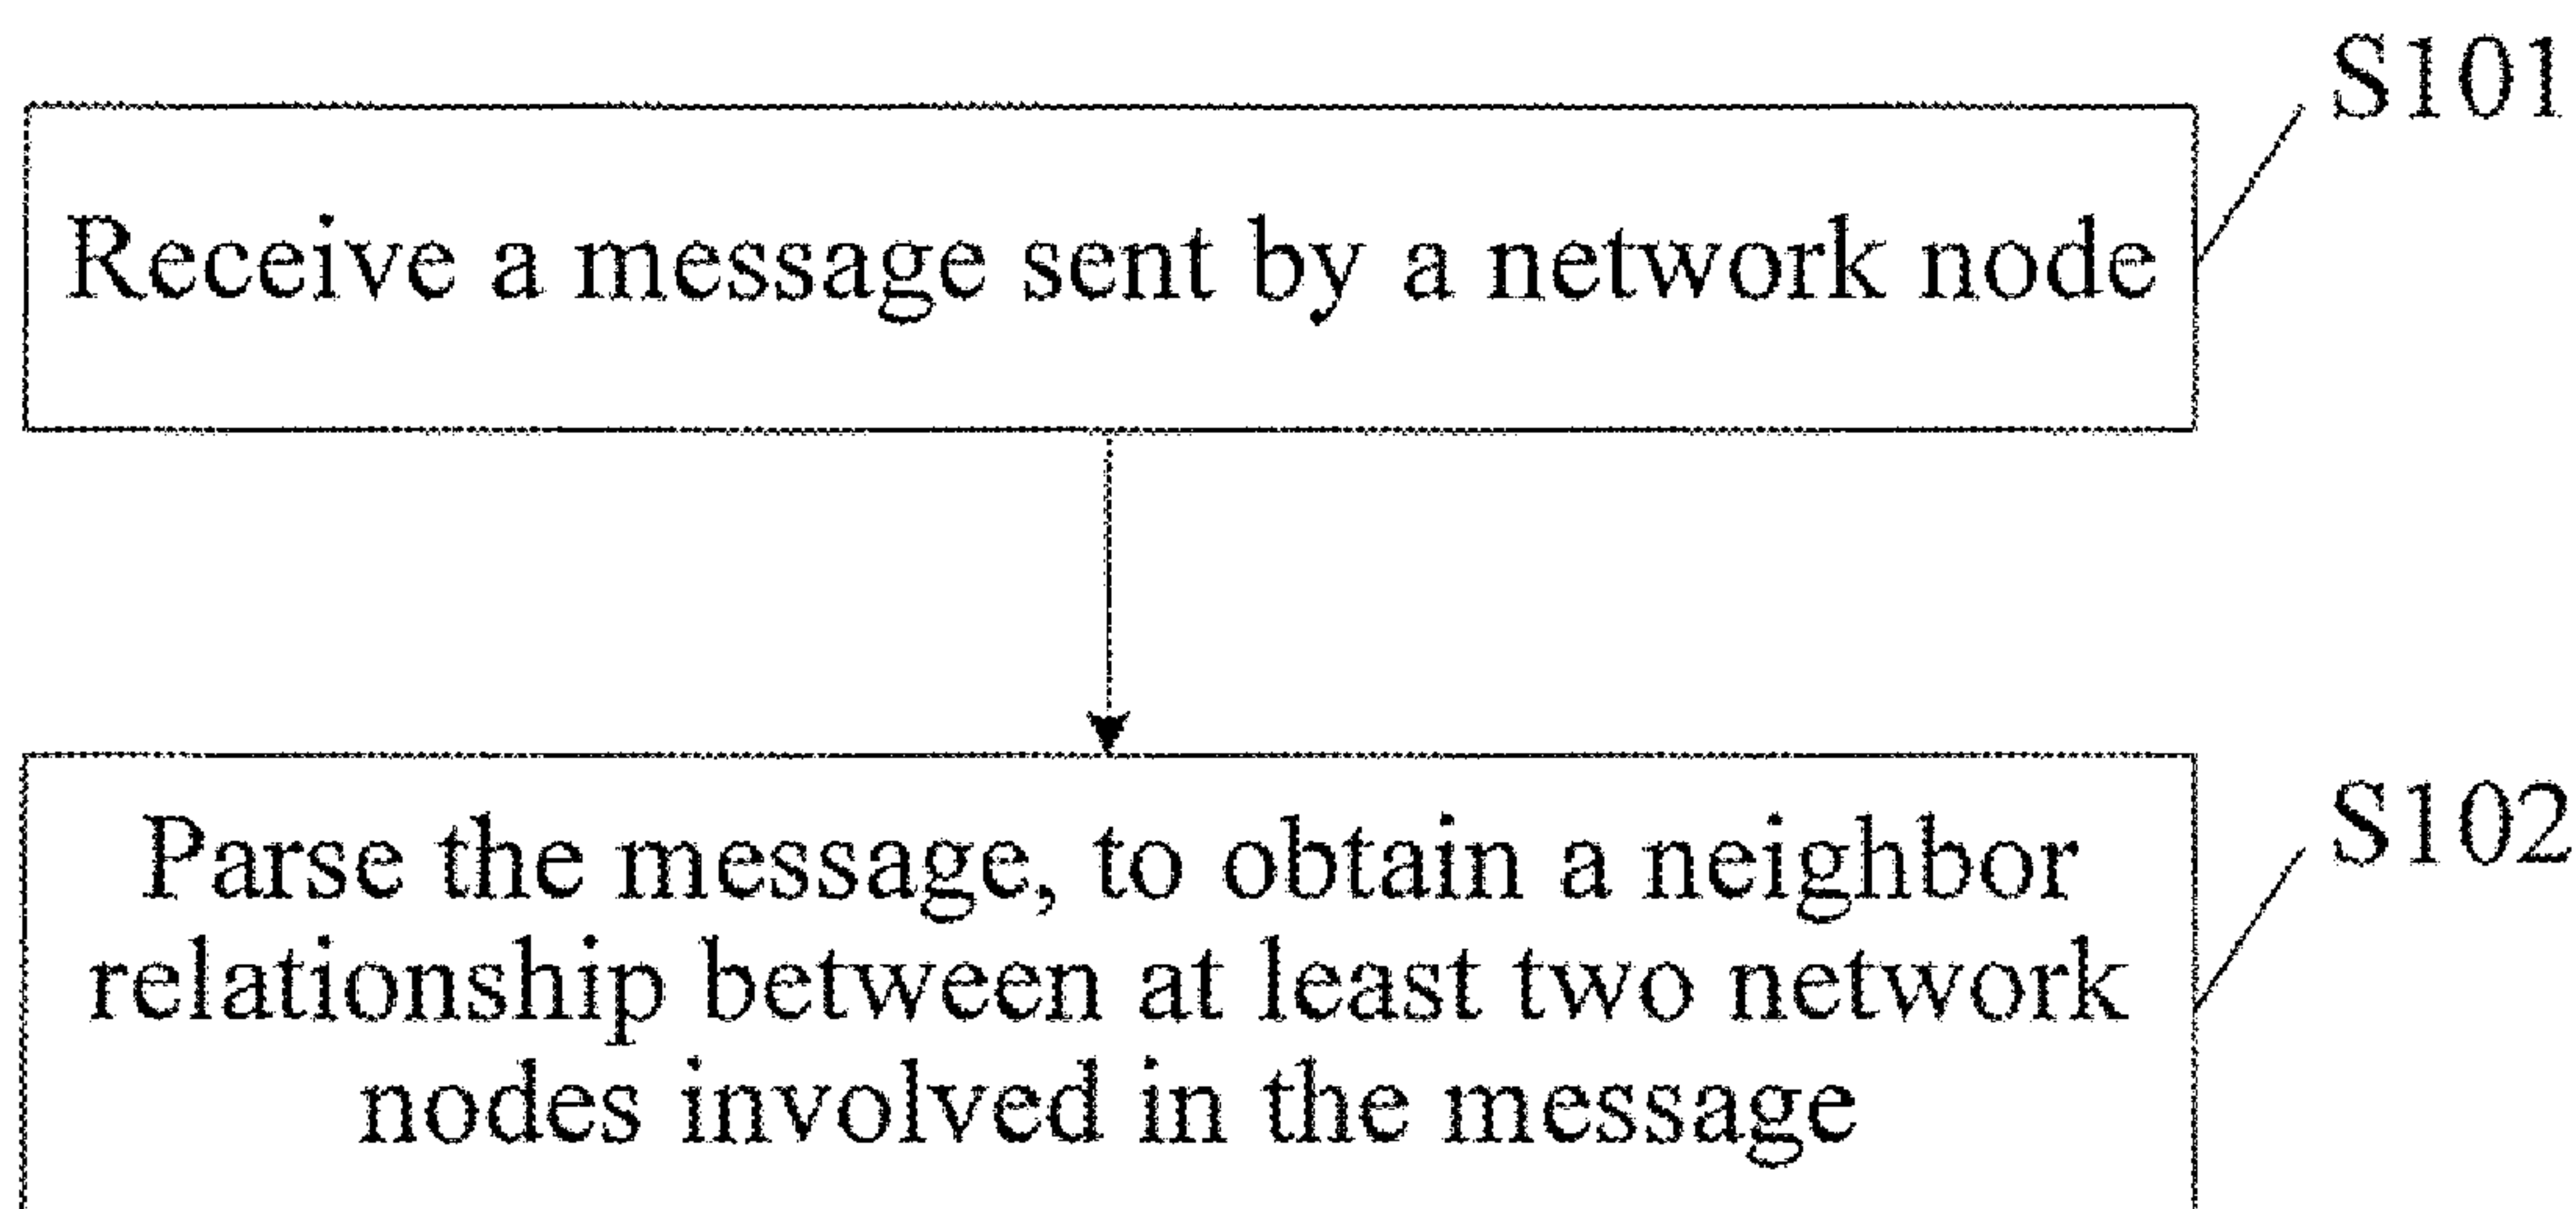 S101
Receive a message sent by a network node
S102
Parse the message, to obtain a neighbor
relationship between at least two network
nodes involved in the message